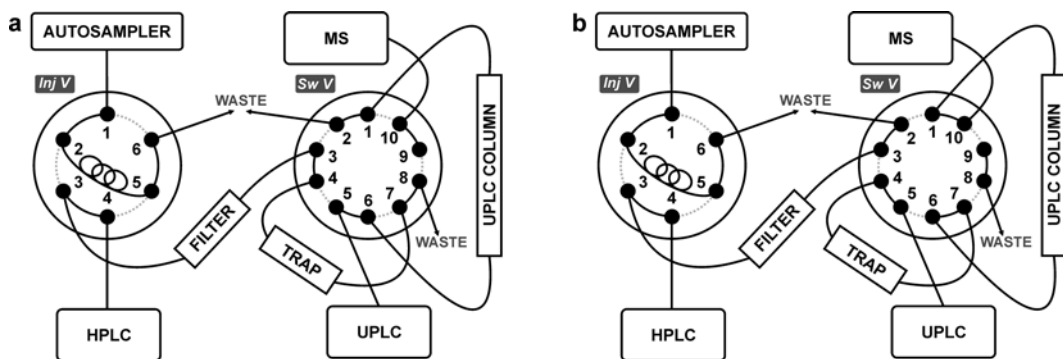 a
AUTOSAMPLER
MS
Inj V
Sw V
WASTE
1
2
3
4
5
6
1
2
3
4
5
6
7
8
9
10
FILTER
TRAP
WASTE
UPLC COLUMN
HPLC
UPLC
b
AUTOSAMPLER
MS
Inj V
Sw V
WASTE
1
2
3
4
5
6
1
2
3
4
5
6
7
8
9
10
FILTER
TRAP
WASTE
UPLC COLUMN
HPLC
UPLC